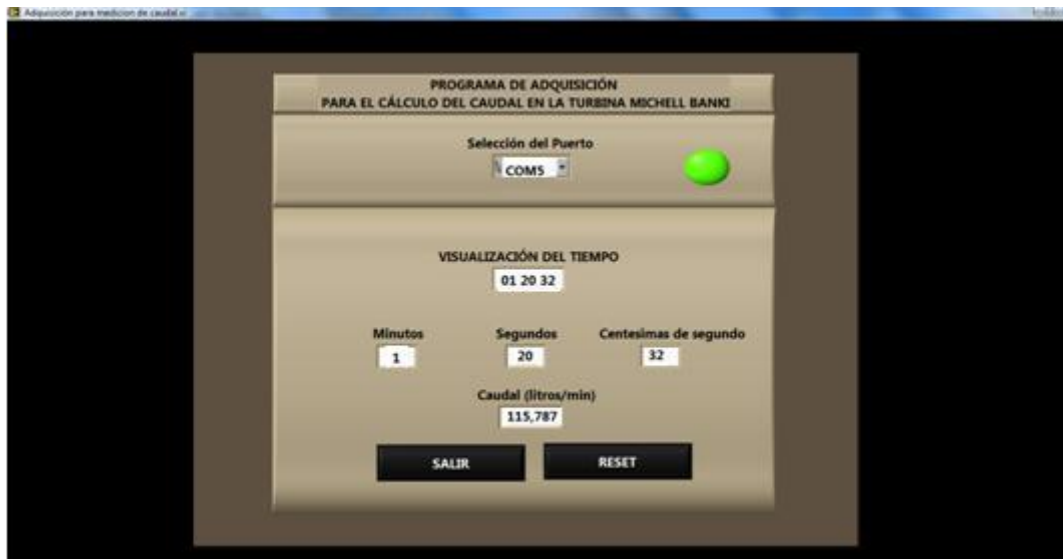 Adquisición para medicion de caudal.vi
PROGRAMA DE ADQUISICIÓN
PARA EL CÁLCULO DEL CAUDAL EN LA TURBINA MICHELL BANKI
Selección del Puerto
COM5
VISUALIZACIÓN DEL TIEMPO
01 20 32
Minutos Segundos Centesimas de segundo
1 20 32
Caudal (litros/min)
115,787
SALIR RESET